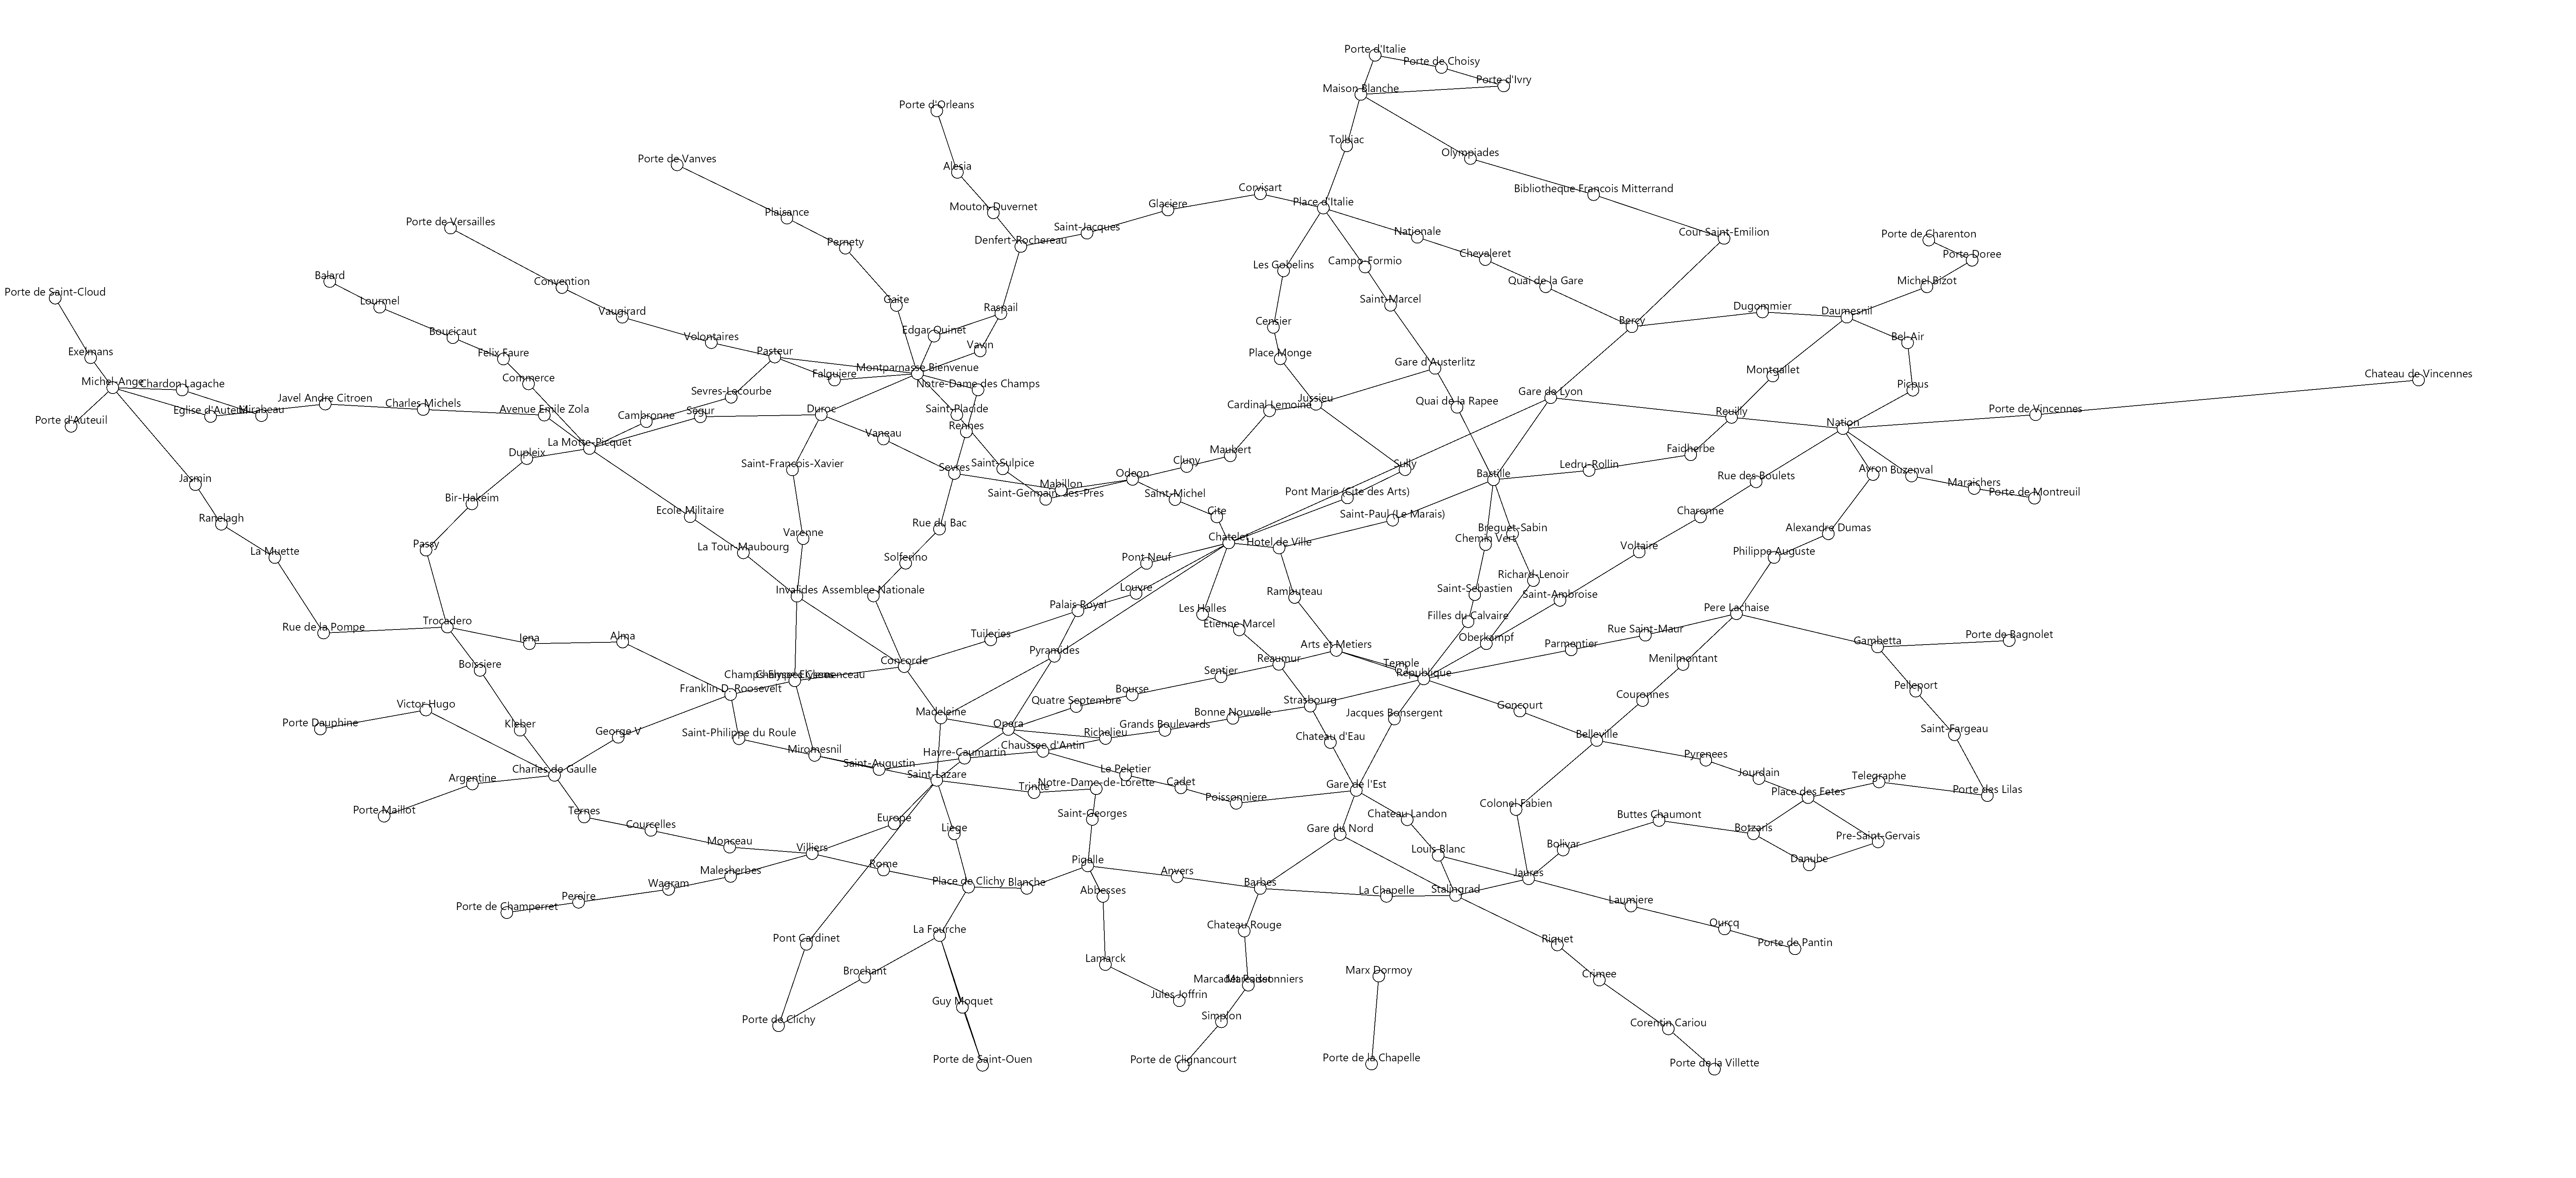 Porte d'Italie
Porte de Choisy
Porte d'Ivry
Maison Blanche
Porte d'Orleans
Tolbiac
Olympiades
Porte de Vanves
Alesia
Corvisart
Bibliotheque Francois Mitterrand
Glaciere
Place d'Italie
Mouton-Duvernet
Plaisance
Porte de Versailles
Saint-Jacques
Nationale
Cour Saint-Emilion
Porte de Charenton
Denfert-Rochereau
Pernety
Chevaleret
Porte Doree
Les Gobelins
Campo-Formio
Balard
Convention
Quai de la Gare
Michel Bizot
Porte de Saint-Cloud
Lourmel
Gaite
Saint-Marcel
Raspail
Dugommier
Daumesnil
Vaugirard
Censier
Bercy
Boucicaut
Edgar Quinet
Volontaires
Bel-Air
Vavin
Exelmans
Felix Faure
Pasteur
Place Monge
Gare d'Austerlitz
Montparnasse Bienvenue
Montgallet
Falguiere
Chateau de Vincennes
Commerce
Michel-Ange
Chardon Lagache
Notre-Dame des Champs
Picpus
Sevres-Lecourbe
Gare de Lyon
Javel Andre Citroen
Jussieu
Charles Michels
Quai de la Rapee
Cardinal Lemoine
Eglise d'Auteuil
Mirabeau
Avenue Emile Zola
Saint-Placide
Duroc
Porte de Vincennes
Segur
Cambronne
Rouilly
Porte d'Auteuil
Nation
Rennes
Vaneau
La Motte-Picquet
Faidherbe
Maubert
Dupleix
Cluny
Saint-Francois-Xavier
Saint-Sulpice
Sully
Ledru-Rollin
Sevres
Odeon
Bastille
Avron
Buzenval
Rue des Boulets
Jasmin
Mabillon
Maraichers
Pont Marie (Cite des Arts)
Porte de Montreuil
Saint-Germain-des-Pres
Saint-Michel
Bir-Hakeim
Ecole Militaire
Cite
Saint-Paul (Le Marais)
Charonne
Ranelagh
Rue du Bac
Breguet-Sabin
Alexandre Dumas
Varenne
Chatelet
Chemin Vert
Hotel de Ville
Passy
La Tour-Maubourg
Voltaire
La Muette
Philippe Auguste
Solferino
Pont Neuf
Richard-Lenoir
Invalides
Assemblee Nationale
Louvre
Rambuteau
Saint-Sebastien
Saint-Ambroise
Palais Royal
Les Halles
Pere Lachaise
Filles du Calvaire
Trocadero
Etienne Marcel
Rue de la Pompe
Rue Saint-Maur
Porte de Bagnolet
Iena
Alma
Tuileries
Oberkampf
Gambetta
Parmentier
Arts et Metiers
Pyramides
Reaumur
Menilmontant
Concorde
Boissiere
Temple
Sentier
Republique
Champs-Elysees Clemenceau
Franklin D. Roosevelt
Pelleport
Bourse
Couronnes
Quatre Septembre
Strasbourg
Victor Hugo
Goncourt
Madeleine
Bonne Nouvelle
Jacques Bonsergent
Porte Dauphine
Kleber
Opera
Grands Boulevards
Saint-Fargeau
George V
Saint-Philippe du Roule
Richelieu
Belleville
Chateau d'Eau
Chaussee d'Antin
Miromesnil
Havre-Caumartin
Pyrenees
Saint-Augustin
Charles de Gaulle
Le Peletier
Jourdain
Saint-Lazare
Argentine
Notre-Dame-de-Lorette
Cadet
Telegraphe
Trinite
Gare de l'Est
Porte des Lilas
Place des Fetes
Poissonniere
Colonel Fabien
Porte Maillot
Ternes
Saint-Georges
Chateau Landon
Buttes Chaumont
Europe
Courcelles
Liege
Gare du Nord
Botzaris
Pre-Saint-Gervais
Monceau
Villiers
Bolivar
Louis Blanc
Danube
Pigalle
Rome
Malesherbes
Anvers
Jaures
Wagram
Place de Clichy
Blanche
Barbes
La Chapelle
Stalingrad
Abbesses
Pereire
Laumiere
Porte de Champerret
Chateau Rouge
Ourcq
La Fourche
Pont Cardinet
Riquet
Porte de Pantin
Lamarck
Brochant
Marx Dormoy
Crimee
Marcadet Poissonniers
Jules Joffrin
Guy Moquet
Simplon
Porte de Clichy
Corentin Cariou
Porte de Saint-Ouen
Porte de Clignancourt
Porte de la Chapelle
Porte de la Villette